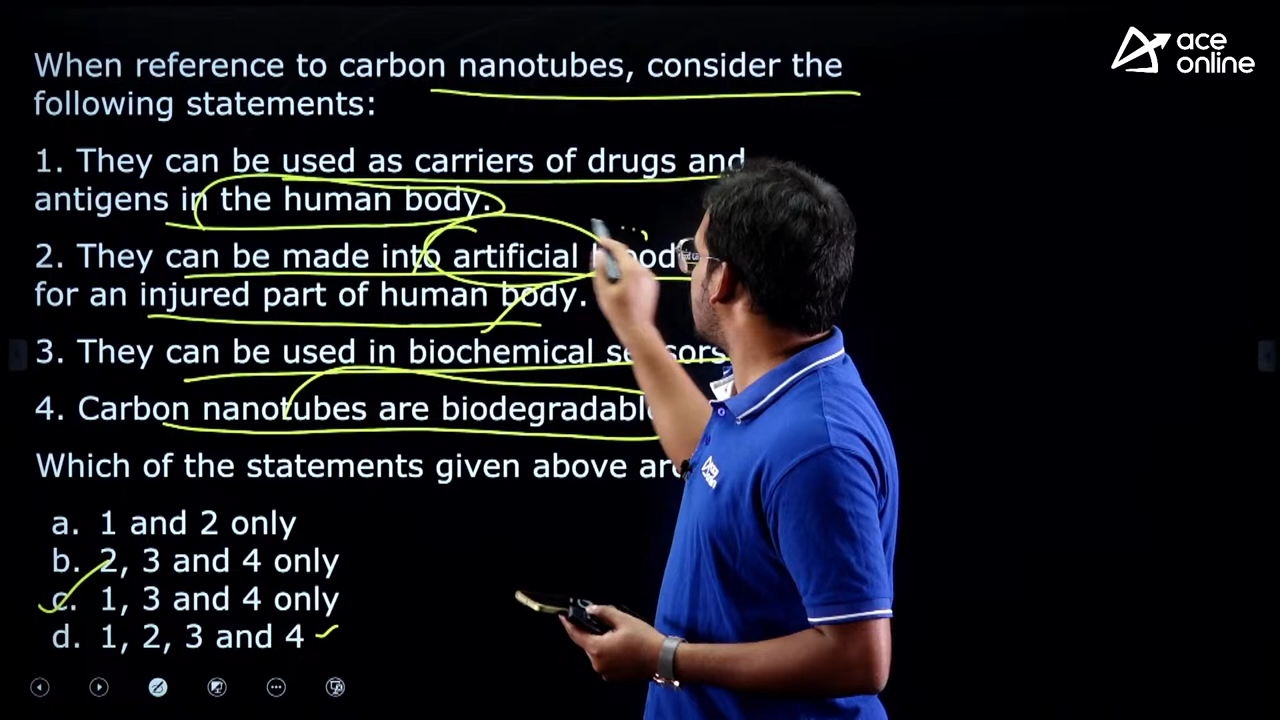 ace
online
When reference to carbon nanotubes, consider the
following statements:
1. They can be used as carriers of drugs and
antigens in the human body.
2. They can be made into artificial
for an injured part of human body.
3. They can be used in biochemical sensors
4. Carbon nanotubes are biodegradable
Which of the statements given above
a. 1 and 2 only
b. 2, 3 and 4 only
c. 1, 3 and 4 only
d. 1, 2, 3 and 4